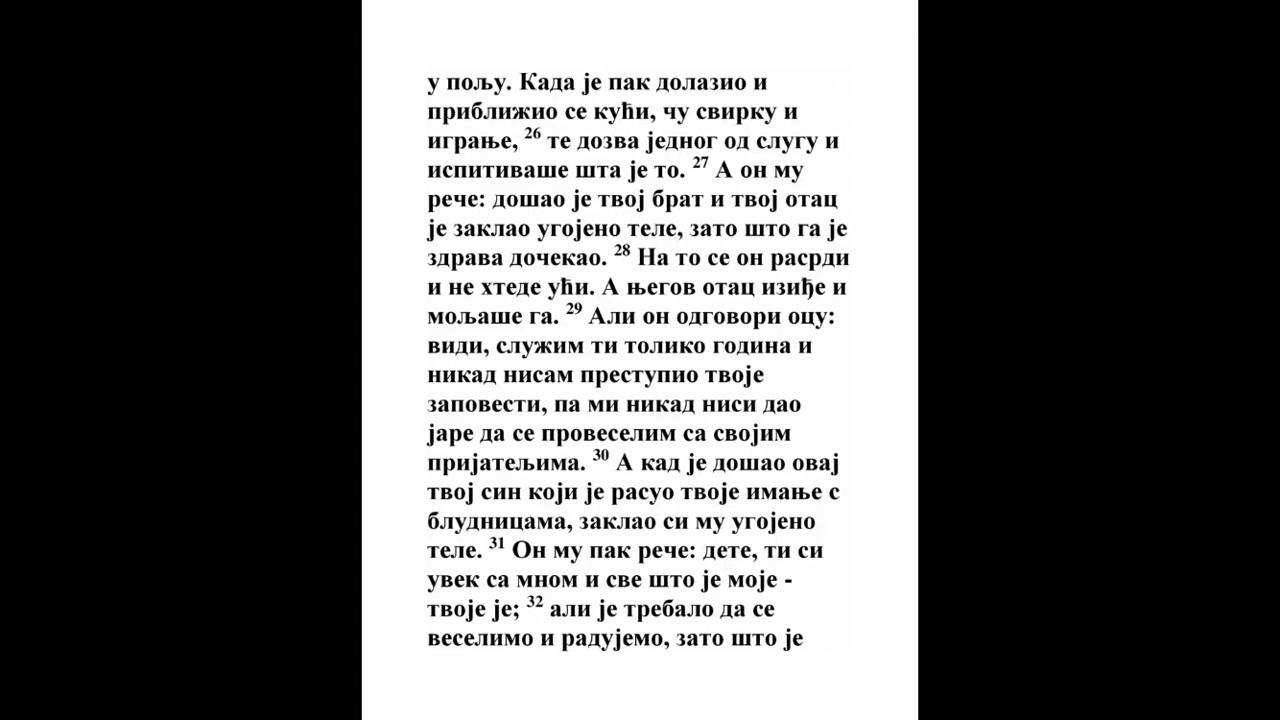 у пољу. Када је пак долазио и
приближио се кући, чу свирку и
играње, 26 те дозва једног од слугу и
испитиваше шта је то. 27 А он му
рече: дошао је твој брат и твој отац
је заклао угојено теле, зато што га је
здрава дочекао. 28 На то се он расрди
и не хтеде ући. А његов отац изиђе и
мољаше га. 29 Али он одговори оцу:
види, служим ти толико година и
никад нисам преступио твоје
заповести, па ми никад ниси дао
јаре да се провеселим са својим
пријатељима. 30 А кад је дошао овај
твој син који је расуо твоје имање с
блудницама, заклао си му угојено
теле. 31 Он му пак рече: дете, ти си
увек са мном и све што је моје -
твоје је; 32 али је требало да се
веселимо и радујемо, зато што је